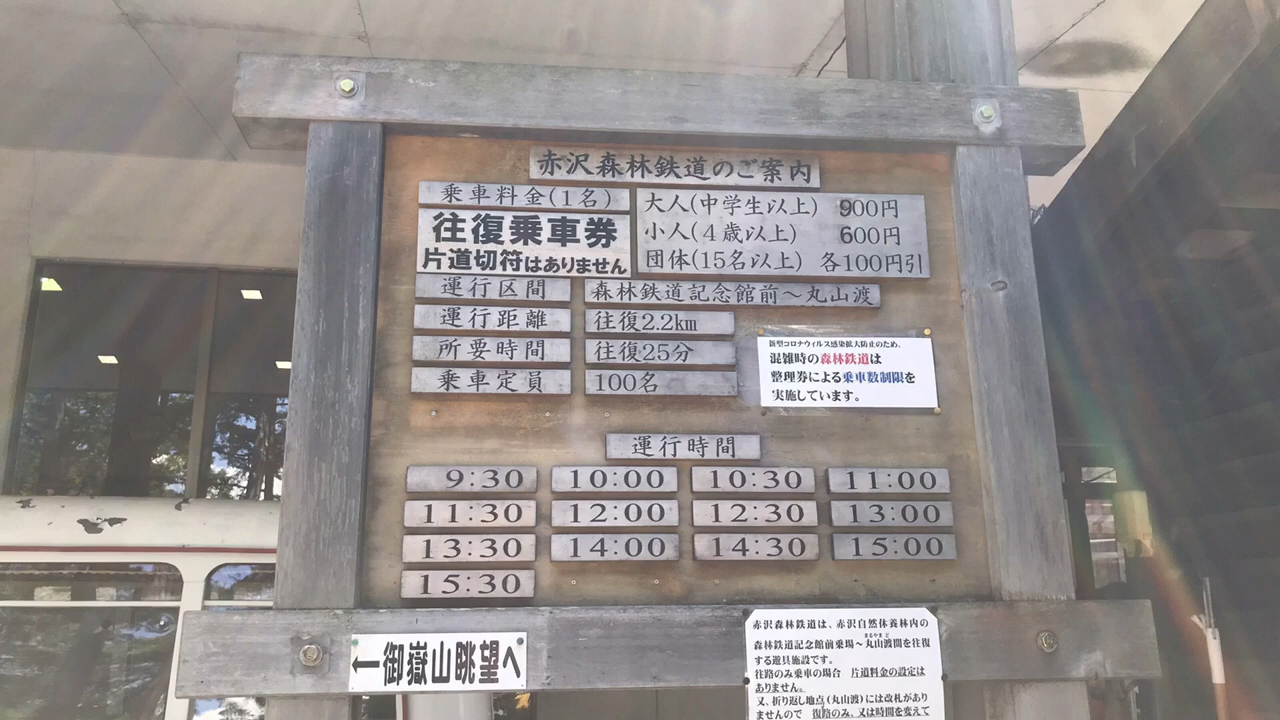 赤沢森林鉄道のご案内
乗車料金(1名)
往復乗車券
片道切符はありません
大人(中学生以上) 900円
小人(4歳以上) 600円
団体(15名以上) 各100円引
運行区間
森林鉄道記念館前～丸山渡
運行距離
往復2.2km
所要時間
往復25分
乗車定員
100名
新型コロナウィルス感染拡大防止のため、
混雑時の森林鉄道は
整理券による乗車数制限を
実施しています。
運行時間
9:30 10:00 10:30 11:00
11:30 12:00 12:30 13:00
13:30 14:00 14:30 15:00
15:30
←御嶽山眺望へ
赤沢森林鉄道は、赤沢自然休養林内の
森林鉄道記念館前乗場～丸山渡間を往復
まるやまど
する遊具施設です。
往路のみ乗車の場合 片道料金の設定は
ありません。
又、折り返し地点(丸山渡)には改札があり
ませんので 復路のみ、又は時間を変えて